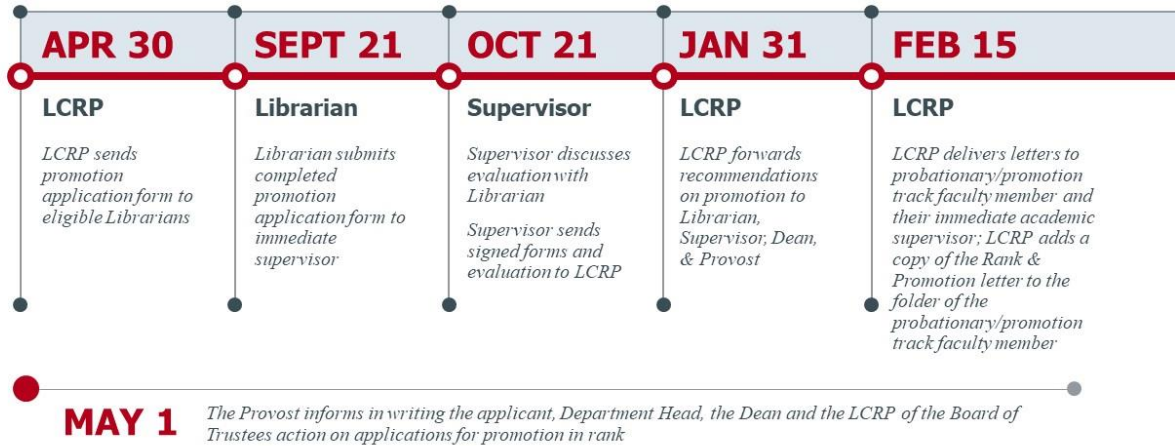 APR 30
SEPT 21
OCT 21
JAN 31
FEB 15
LCRP
LCRP sends
promotion
application form to
eligible Librarians
Librarian
Librarian submits
completed
promotion
application form to
immediate
supervisor
Supervisor
Supervisor discusses
evaluation with
Librarian
Supervisor sends
signed forms and
evaluation to LCRP
LCRP
LCRP forwards
recommendations
on promotion to
Librarian,
Supervisor, Dean,
& Provost
LCRP
LCRP delivers letters to
probationary/promotion
track faculty member and
their immediate academic
supervisor; LCRP adds a
copy of the Rank &
Promotion letter to the
folder of the
probationary/promotion
track faculty member
MAY 1
The Provost informs in writing the applicant, Department Head, the Dean and the LCRP of the Board of
Trustees action on applications for promotion in rank